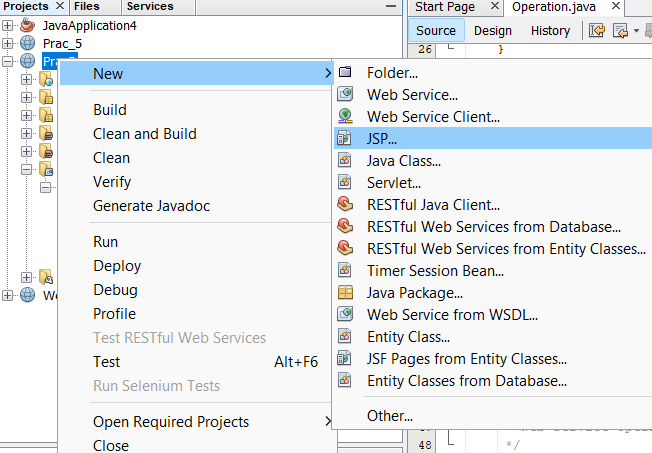 Projects × Files Services
JavaApplication4
Prac_5
New
Build
Clean and Build
Clean
Verify
Generate Javadoc
Run
Deploy
Debug
Profile
Test RESTful Web Services
Test Alt+F6
Run Selenium Tests
Open Required Projects
Close
Folder...
Web Service...
Web Service Client...
JSP...
Java Class...
Servlet...
RESTful Java Client...
RESTful Web Services from Database...
RESTful Web Services from Entity Classes...
Timer Session Bean...
Java Package...
Web Service from WSDL...
Entity Class...
JSF Pages from Entity Classes...
Entity Classes from Database...
Other...
Start Page × Operation.java ×
Source Design History
26 }
48 */